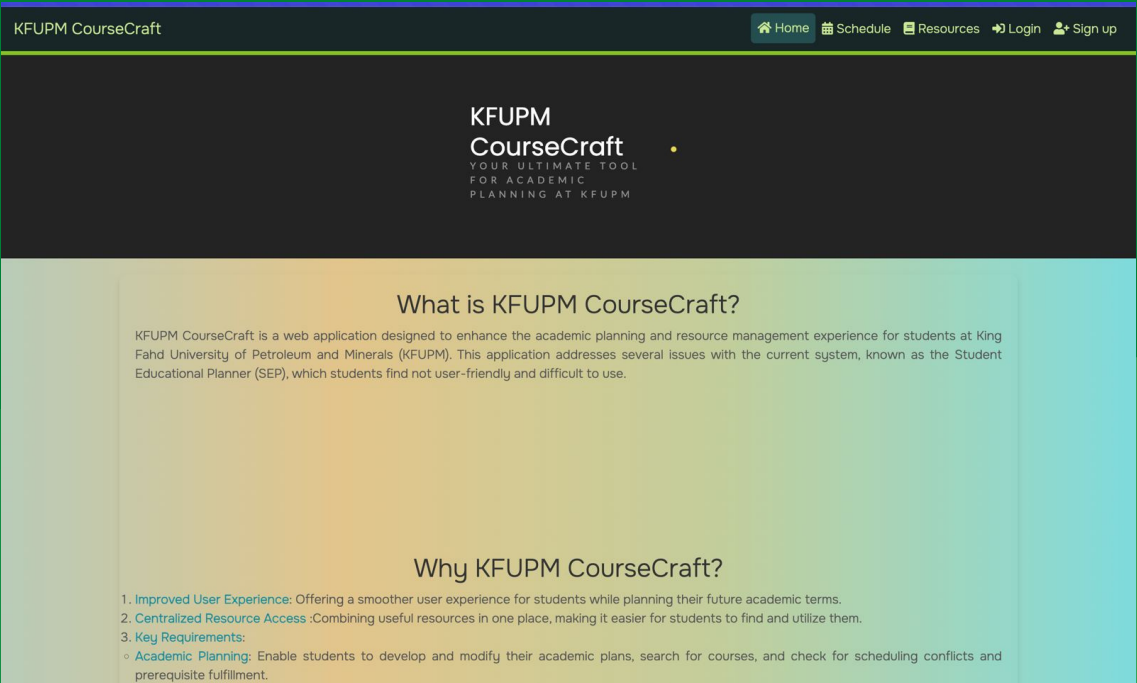 KFUPM CourseCraft
Home Schedule Resources Login Sign up
KFUPM
CourseCraft
YOUR ULTIMATE TOOL
FOR ACADEMIC
PLANNING AT KFUPM
What is KFUPM CourseCraft?
KFUPM CourseCraft is a web application designed to enhance the academic planning and resource management experience for students at King
Fahd University of Petroleum and Minerals (KFUPM). This application addresses several issues with the current system, known as the Student
Educational Planner (SEP), which students find not user-friendly and difficult to use.
Why KFUPM CourseCraft?
1. Improved User Experience: Offering a smoother user experience for students while planning their future academic terms.
2. Centralized Resource Access :Combining useful resources in one place, making it easier for students to find and utilize them.
3. Key Requirements:
◦ Academic Planning: Enable students to develop and modify their academic plans, search for courses, and check for scheduling conflicts and
prerequisite fulfillment.